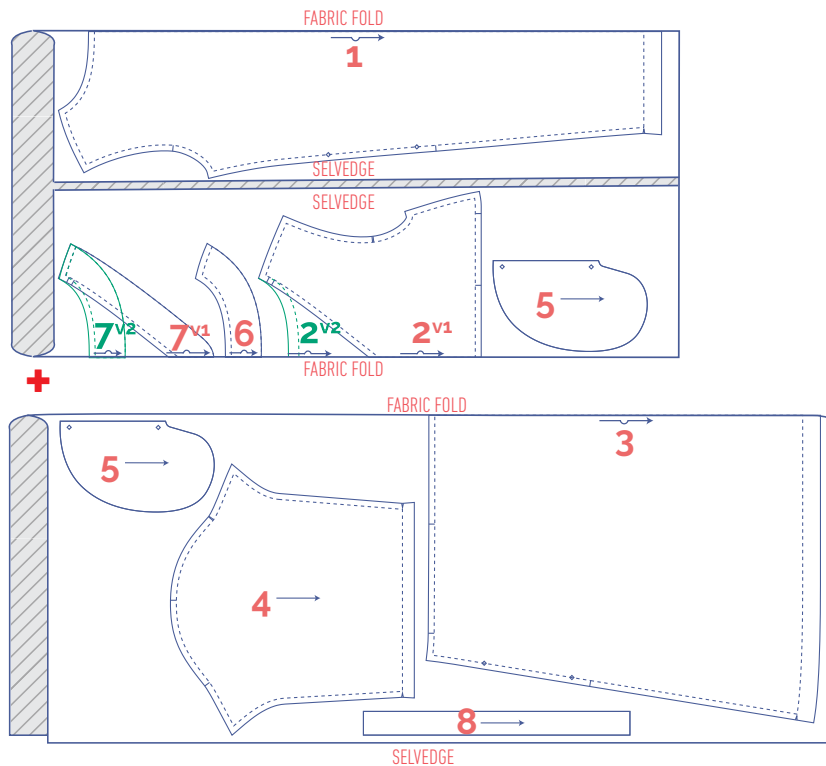 FABRIC FOLD
1
SELVEDGE
SELVEDGE
5
7V2
7V1
6
2V2
2V1
FABRIC FOLD
+
FABRIC FOLD
3
5
4
8
SELVEDGE